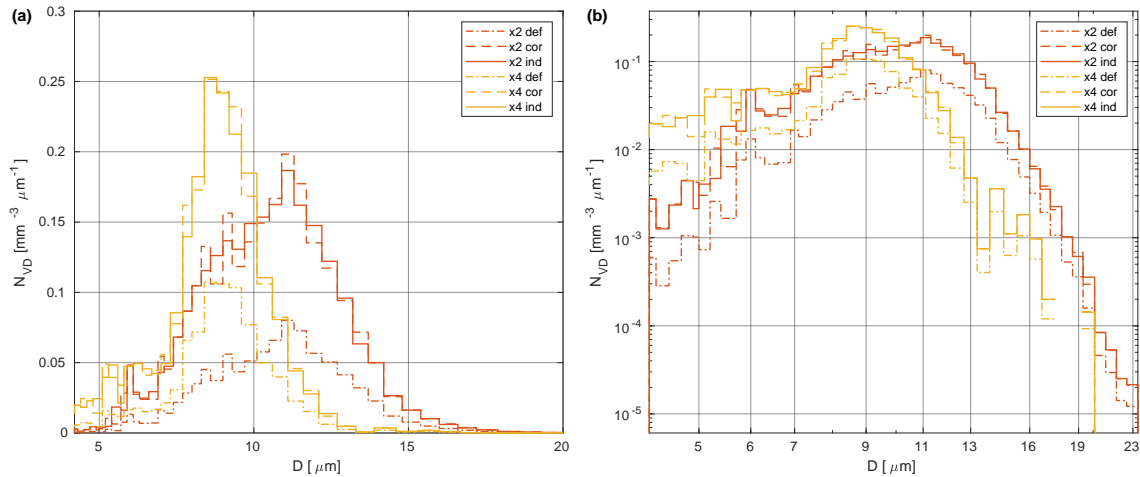 (a)
0.3
0.25
0.2
0.15
0.1
0.05
0
N_VD [mm^-3 μm^-1]
5
10
15
20
D [ μm]
x2 def
x2 cor
x2 ind
x4 def
x4 cor
x4 ind
(b)
10^-1
10^-2
10^-3
10^-4
10^-5
N_VD [mm^-3 μm^-1]
5
6
7
9
11
13
16
19
23
D [ μm]
x2 def
x2 cor
x2 ind
x4 def
x4 cor
x4 ind